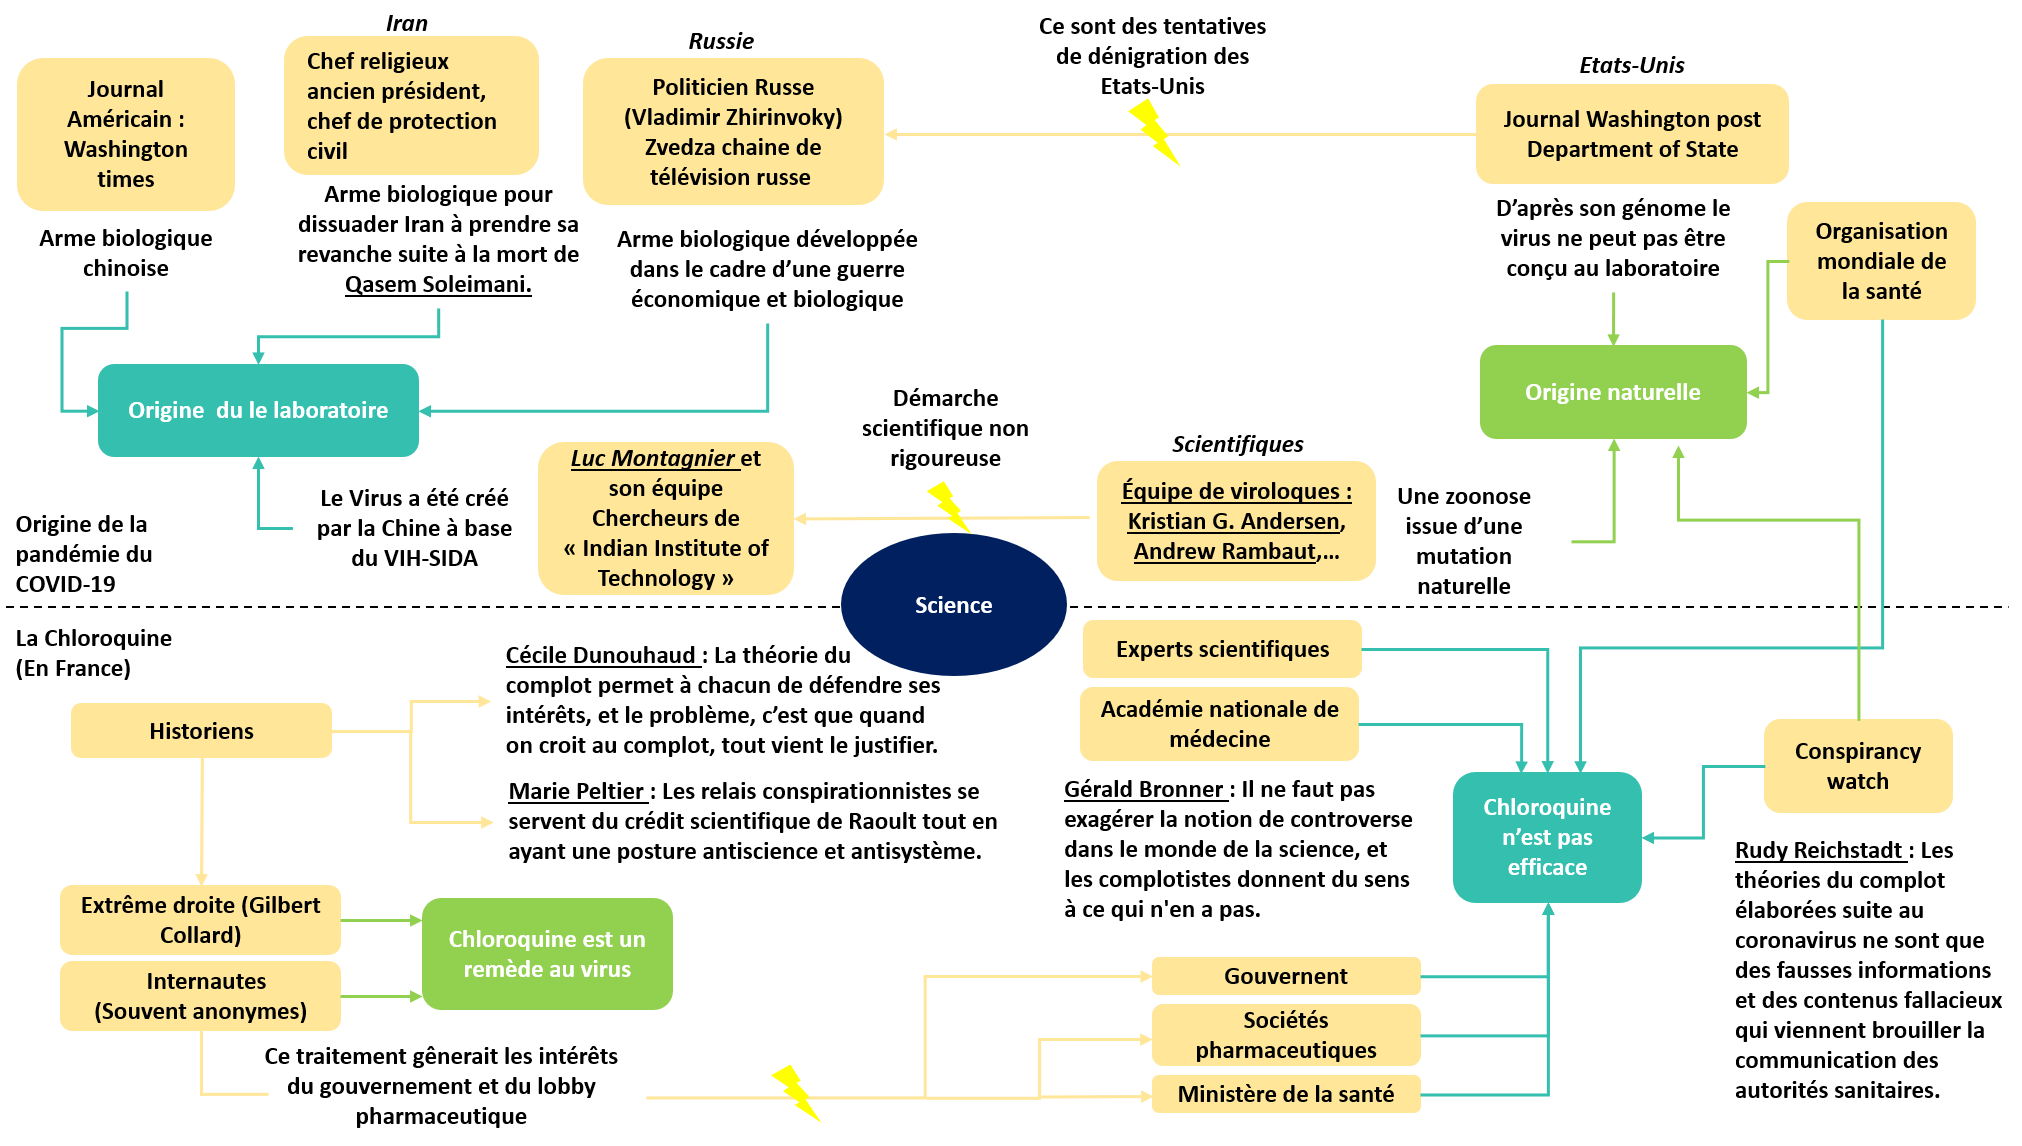 Iran
Chef religieux
ancien président,
chef de protection
civil
Journal
Américain :
Washington
times
Russie
Politicien Russe
(Vladimir Zhirinvoky)
Zvedza chaine de
télévision russe
Ce sont des tentatives
de dénigration des
Etats-Unis
Etats-Unis
Journal Washington post
Department of State
Arme biologique
chinoise
Arme biologique pour
dissuader Iran à prendre sa
revanche suite à la mort de
Qasem Soleimani.
Arme biologique développée
dans le cadre d’une guerre
économique et biologique
D’après son génome le
virus ne peut pas être
conçu au laboratoire
Organisation
mondiale de
la santé
Origine  du le laboratoire
Origine naturelle
Démarche
scientifique non
rigoureuse
Luc Montagnier et
son équipe
Chercheurs de
« Indian Institute of
Technology »
Scientifiques
Équipe de viroloques :
Kristian G. Andersen,
Andrew Rambaut,...
Une zoonose
issue d’une
mutation
naturelle
Le Virus a été créé
par la Chine à base
du VIH-SIDA
Origine de la
pandémie du
COVID-19
Science
La Chloroquine
(En France)
Historiens
Cécile Dunouhaud : La théorie du
complot permet à chacun de défendre ses
intérêts, et le problème, c’est que quand
on croit au complot, tout vient le justifier.
Marie Peltier : Les relais conspirationnistes se
servent du crédit scientifique de Raoult tout en
ayant une posture antiscience et antisystème.
Experts scientifiques
Académie nationale de
médecine
Gérald Bronner : Il ne faut pas
exagérer la notion de controverse
dans le monde de la science, et
les complotistes donnent du sens
à ce qui n'en a pas.
Chloroquine
n’est pas
efficace
Conspirancy
watch
Rudy Reichstadt : Les
théories du complot
élaborées suite au
coronavirus ne sont que
des fausses informations
et des contenus fallacieux
qui viennent brouiller la
communication des
autorités sanitaires.
Extrême droite (Gilbert
Collard)
Internautes
(Souvent anonymes)
Chloroquine est un
remède au virus
Ce traitement gênerait les intérêts
du gouvernement et du lobby
pharmaceutique
Gouvernent
Sociétés
pharmaceutiques
Ministère de la santé